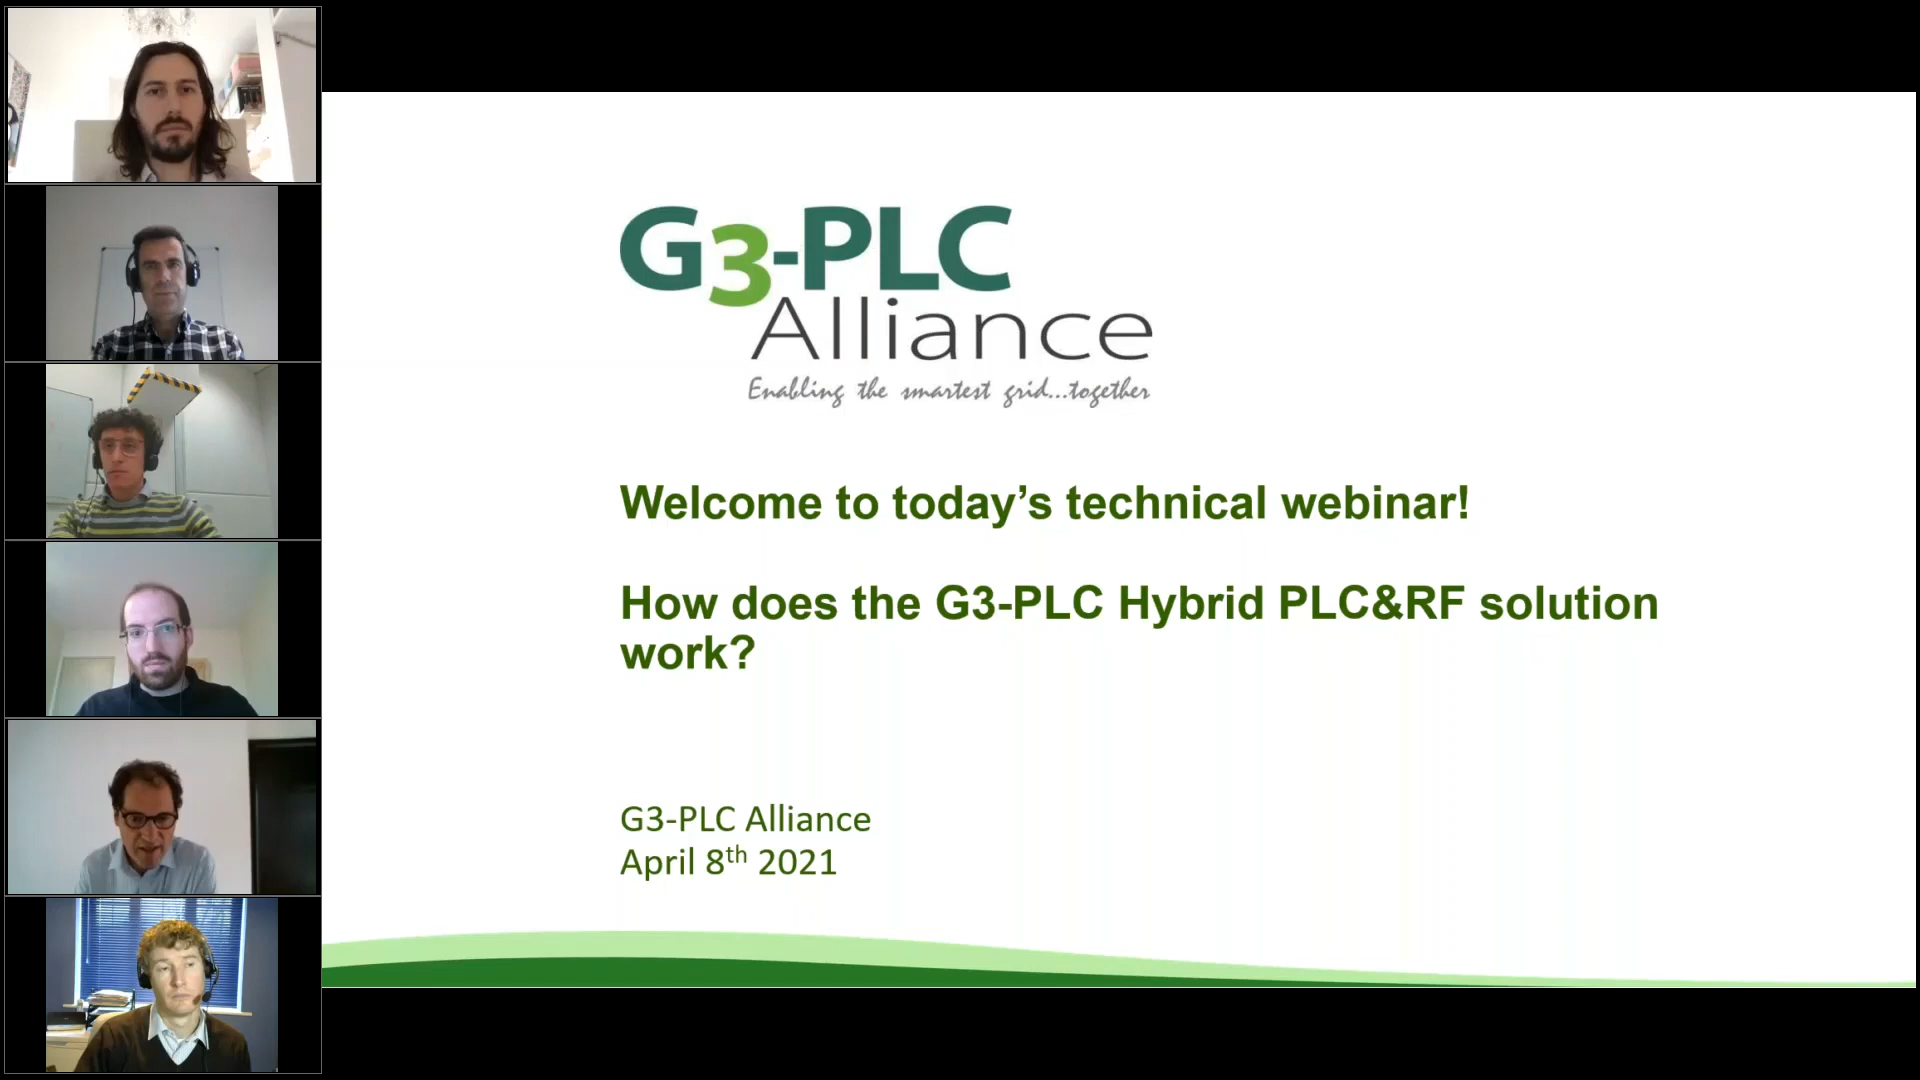 G3-PLC
Alliance
Enabling the smartest grid...together
Welcome to today’s technical webinar!
How does the G3-PLC Hybrid PLC&RF solution
work?
G3-PLC Alliance
April 8th 2021